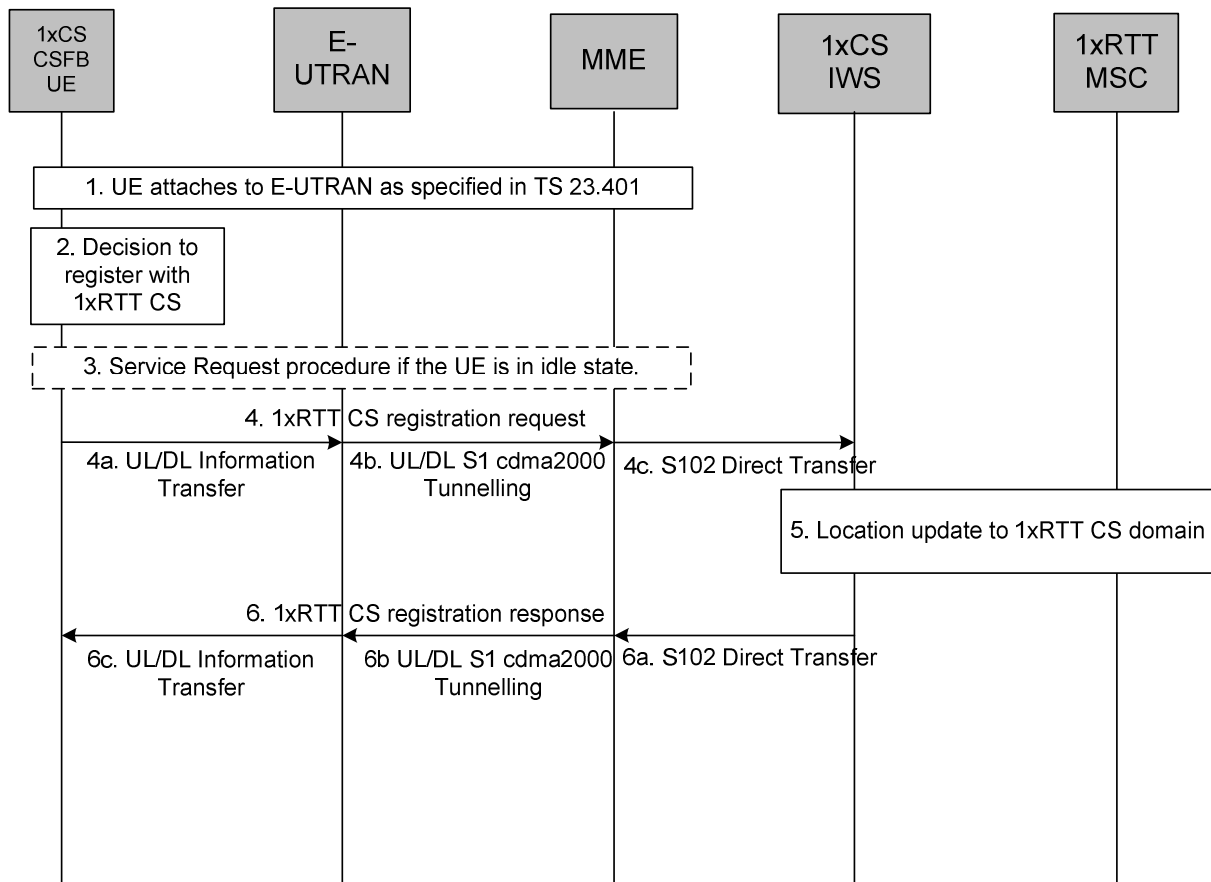 1xCS
CSFB
UE
E-
UTRAN
MME
1xCS
IWS
1xRTT
MSC
1. UE attaches to E-UTRAN as specified in TS 23.401
2. Decision to
register with
1xRTT CS
3. Service Request procedure if the UE is in idle state.
4. 1xRTT CS registration request
4a. UL/DL Information
Transfer
4b. UL/DL S1 cdma2000
Tunnelling
4c. S102 Direct Transfer
5. Location update to 1xRTT CS domain
6. 1xRTT CS registration response
6c. UL/DL Information
Transfer
6b UL/DL S1 cdma2000
Tunnelling
6a. S102 Direct Transfer